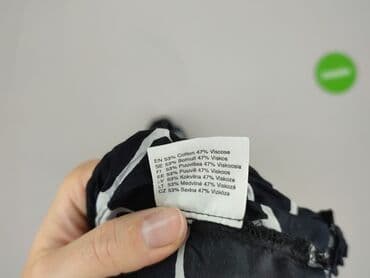 EN 53% Cotton 47% Viscose
SE 53% Bomull 47% Viskos
FI 53% Puuvillaa 47% Viskoosia
EE 53% Puuvill 47% Viskoos
LV 53% Kokvilna 47% Viskoze
LT 53% Medvilnė 47% Viskozė
CZ 53% Bavlna 47% Viskóza